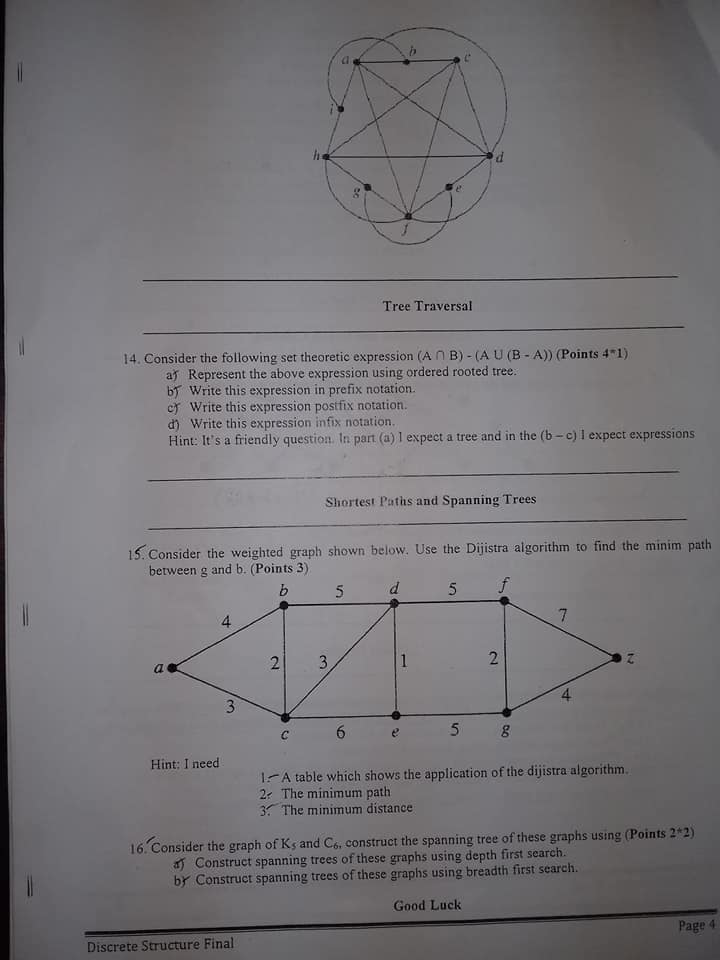 a b c
i
h d
g e
f
Tree Traversal
14. Consider the following set theoretic expression (A ∩ B) - (A U (B - A)) (Points 4*1)
a) Represent the above expression using ordered rooted tree.
b) Write this expression in prefix notation.
c) Write this expression postfix notation.
d) Write this expression infix notation.
Hint: It's a friendly question. In part (a) I expect a tree and in the (b – c) I expect expressions
Shortest Paths and Spanning Trees
15. Consider the weighted graph shown below. Use the Dijistra algorithm to find the minim path
between g and b. (Points 3)
b 5 d 5 f
4 7
a 2 3 1 2 z
3 4
c 6 e 5 g
Hint: I need
1. A table which shows the application of the dijistra algorithm.
2. The minimum path
3. The minimum distance
16. Consider the graph of K5 and C6, construct the spanning tree of these graphs using (Points 2*2)
a) Construct spanning trees of these graphs using depth first search.
b) Construct spanning trees of these graphs using breadth first search.
Good Luck
Page 4
Discrete Structure Final